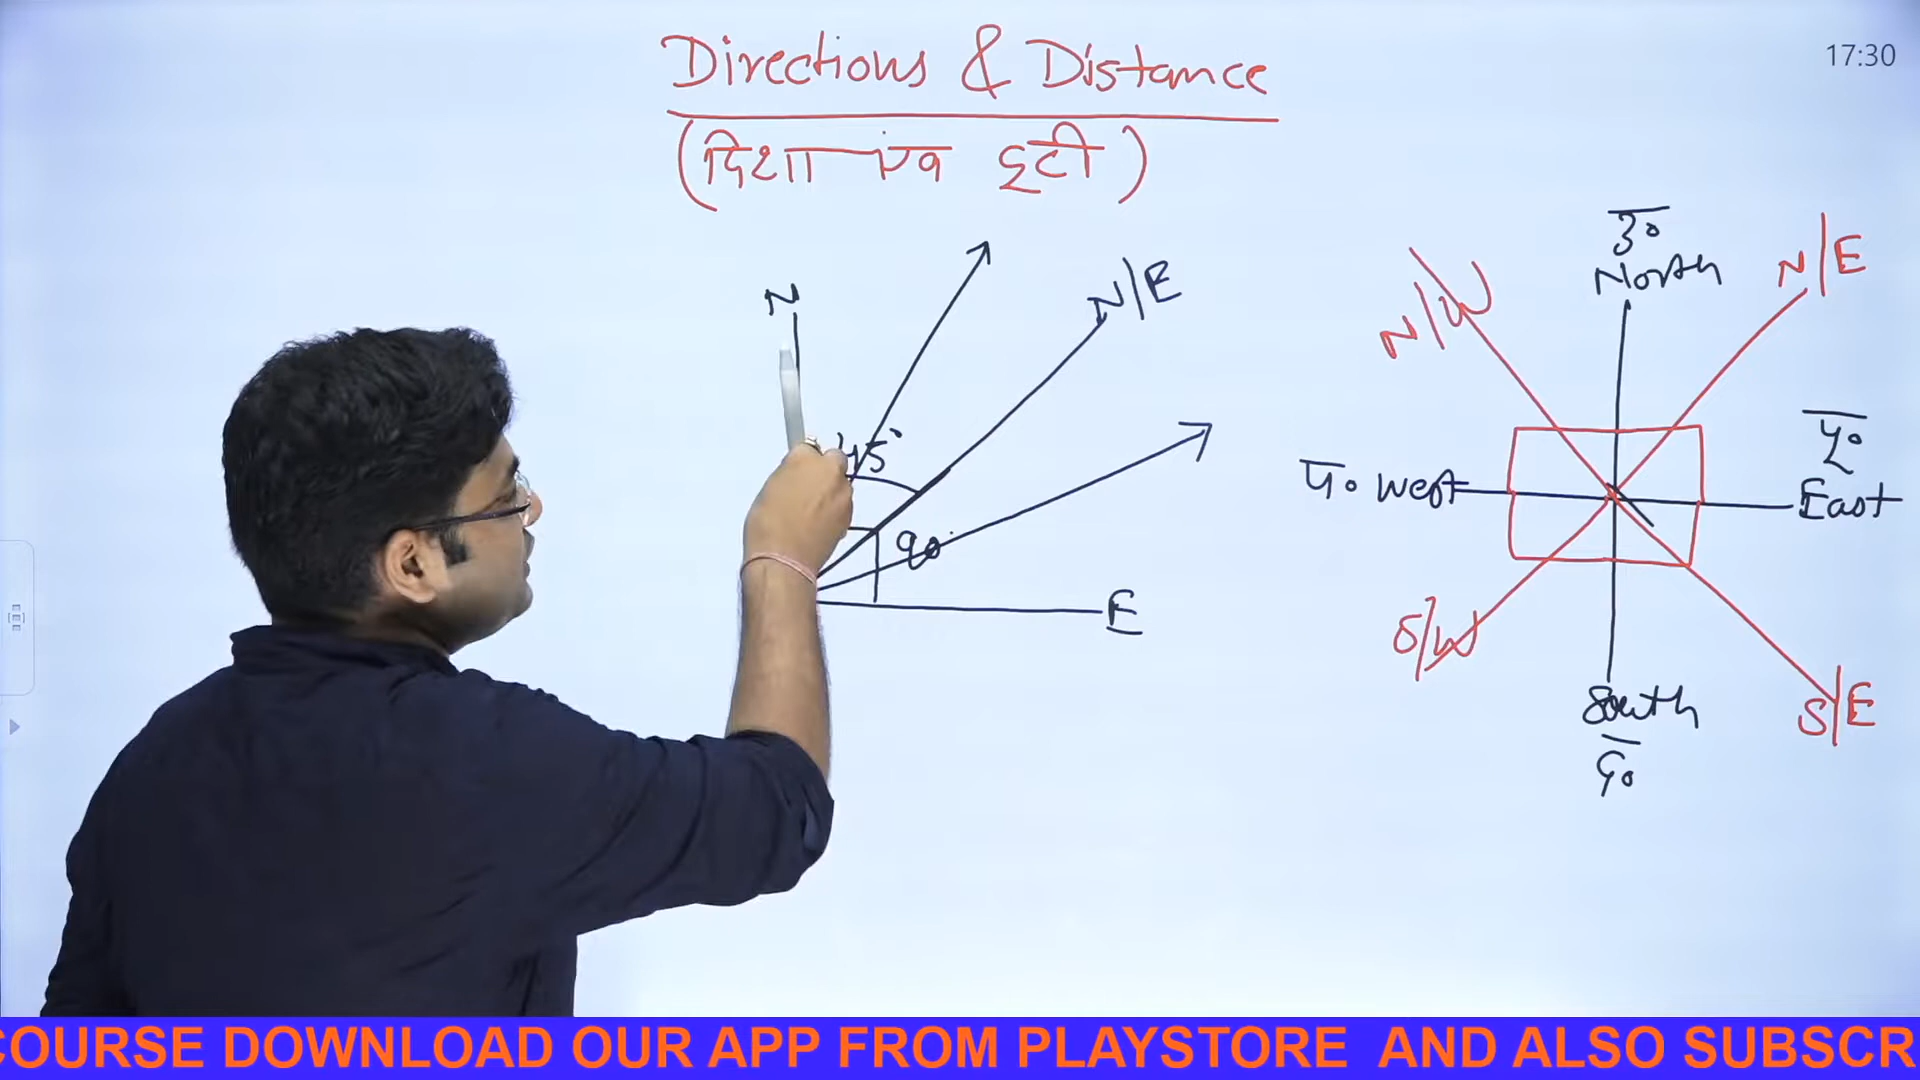 Directions & Distance
(दिशा एव दूरी)
17:30
N
N/E
45°
90°
E
उ०
North
N/W
N/E
प० West
पू०
East
S/W
S/E
South
द०
COURSE DOWNLOAD OUR APP FROM PLAYSTORE AND ALSO SUBSCR